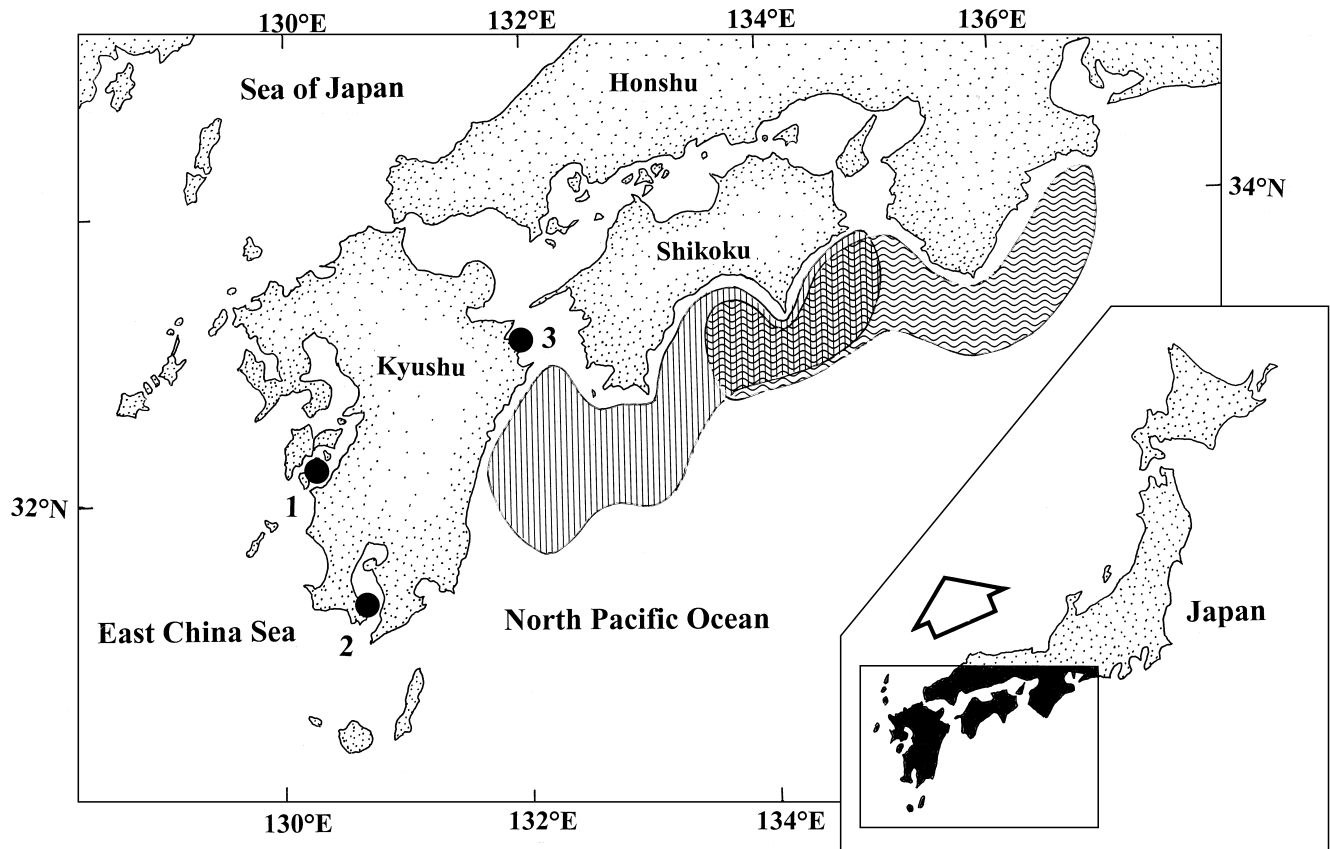 130°E
132°E
134°E
136°E
Sea of Japan
Honshu
34°N
Shikoku
3
Kyushu
1
32°N
North Pacific Ocean
Japan
East China Sea
2
130°E
132°E
134°E